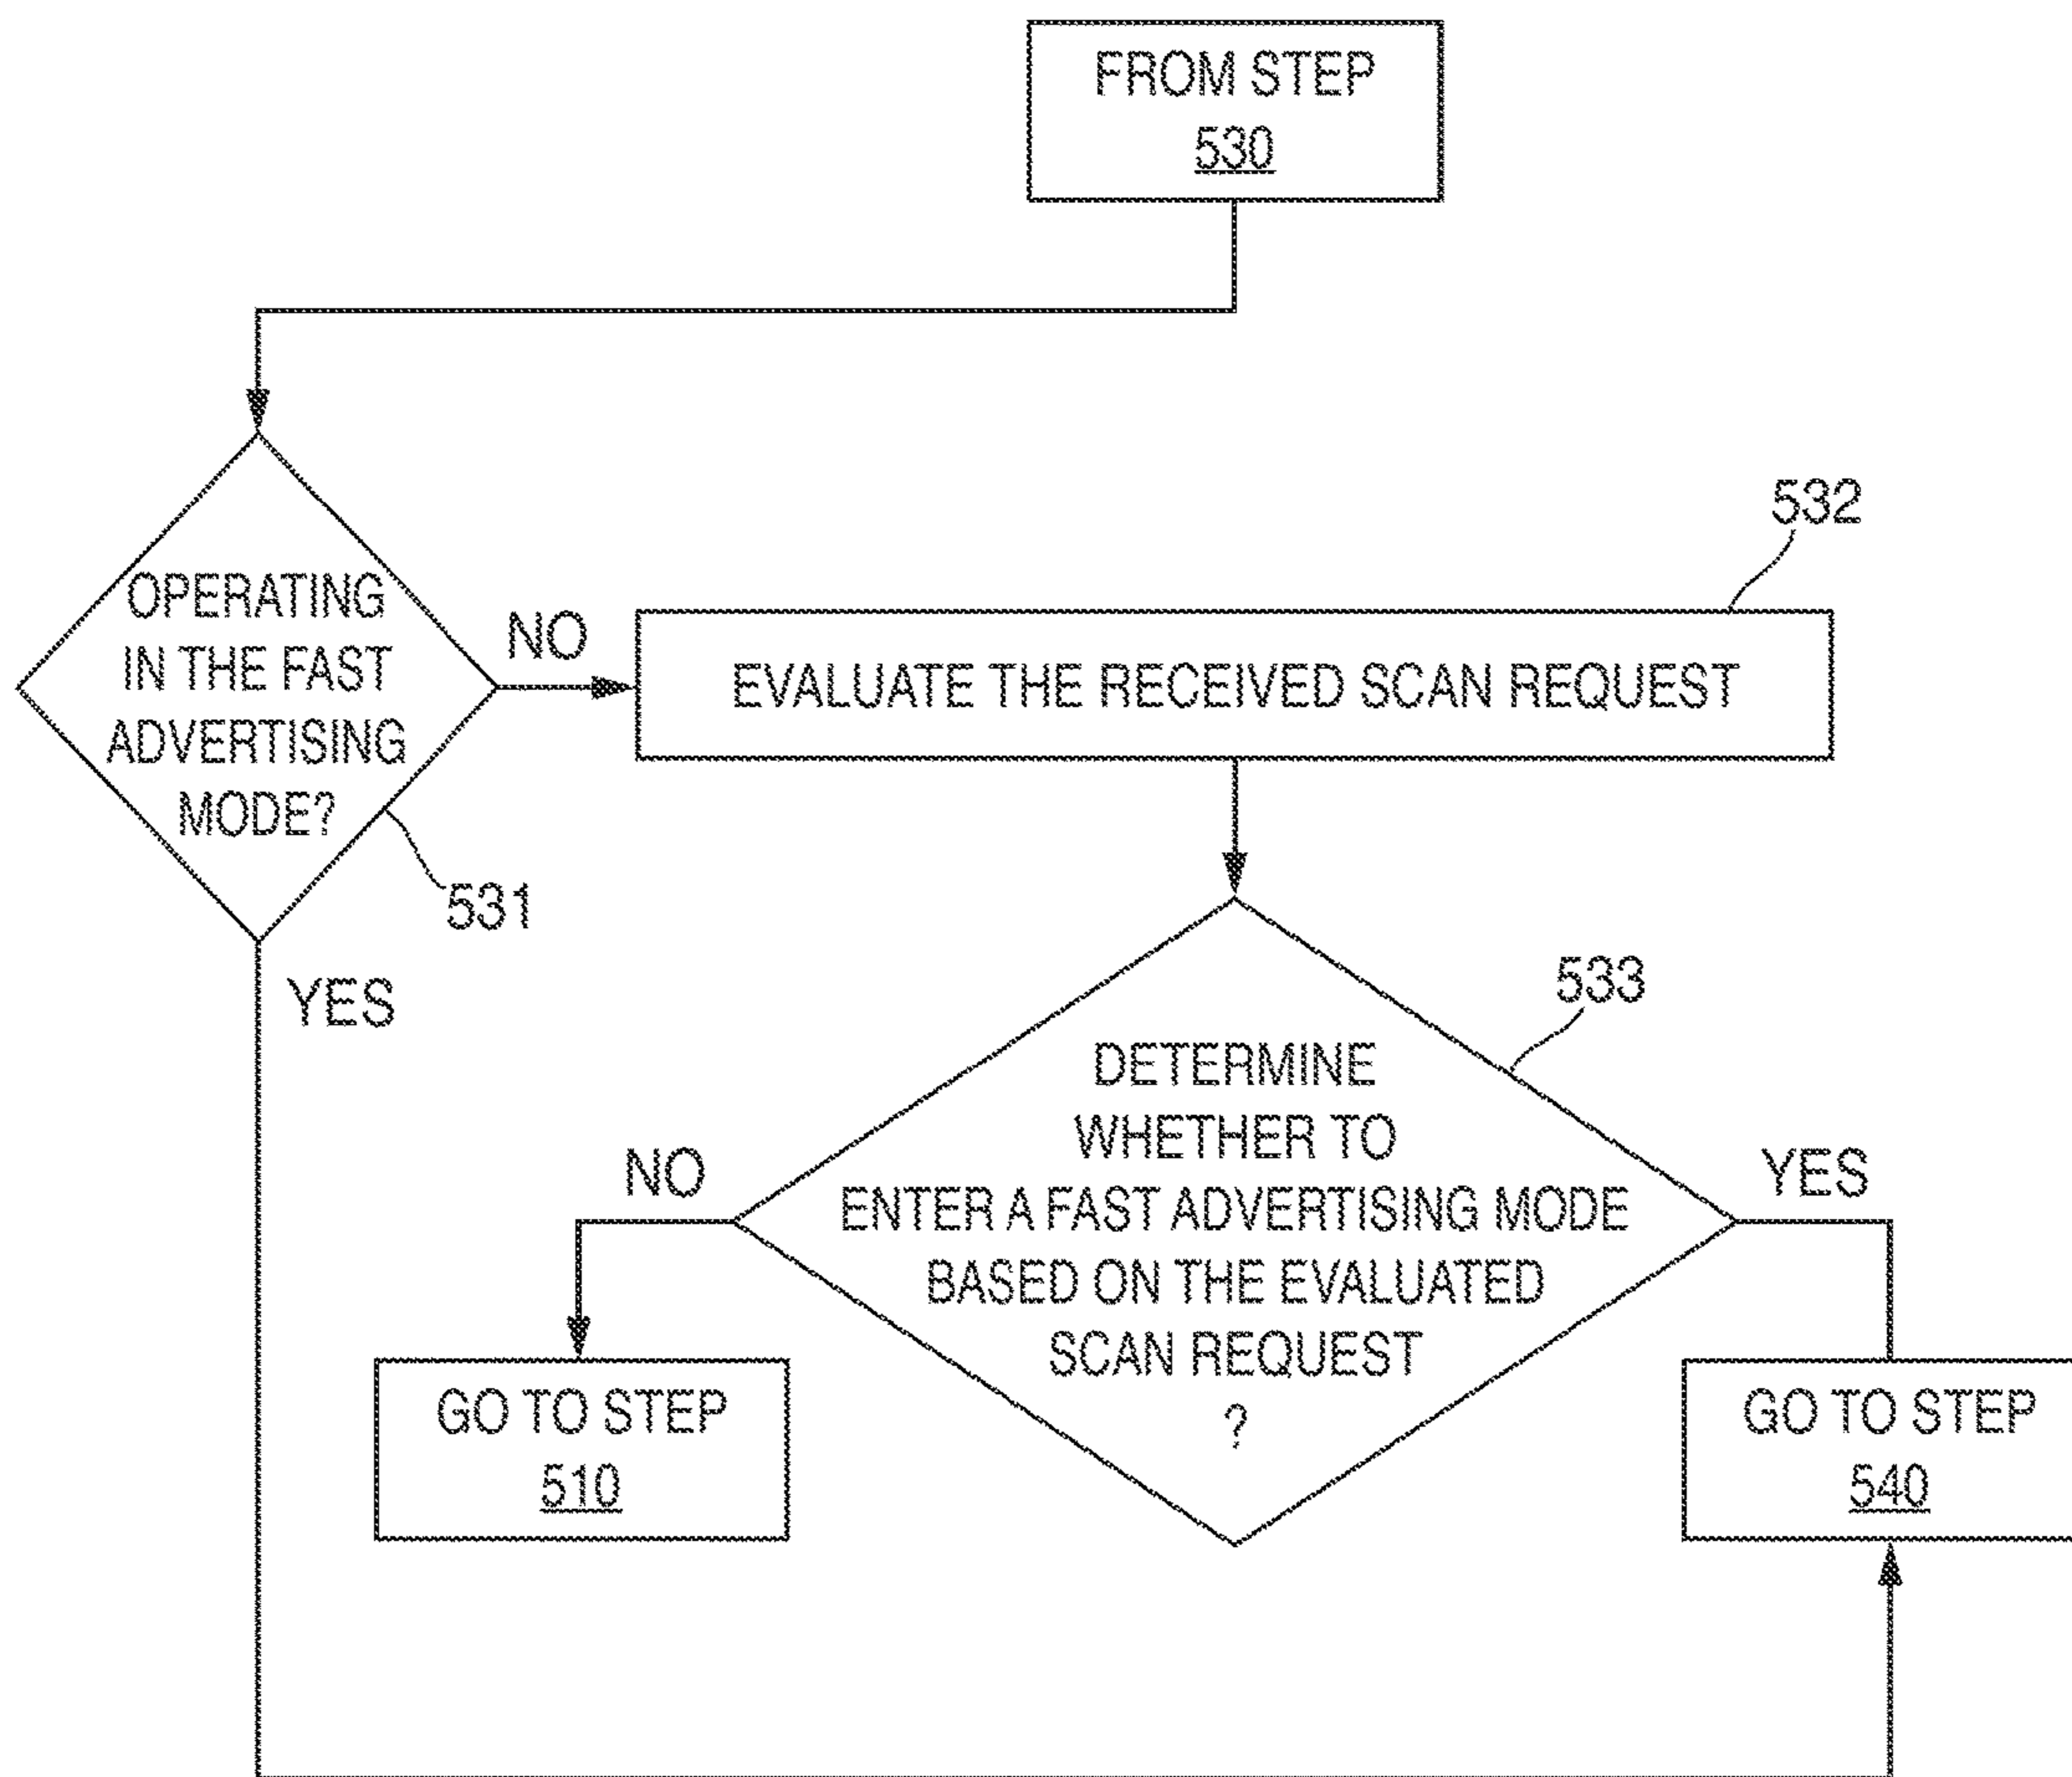 FROM STEP
530
OPERATING
IN THE FAST
ADVERTISING
MODE?
531
NO
YES
532
EVALUATE THE RECEIVED SCAN REQUEST
533
DETERMINE
WHETHER TO
ENTER A FAST ADVERTISING MODE
BASED ON THE EVALUATED
SCAN REQUEST
?
NO
YES
GO TO STEP
510
GO TO STEP
540